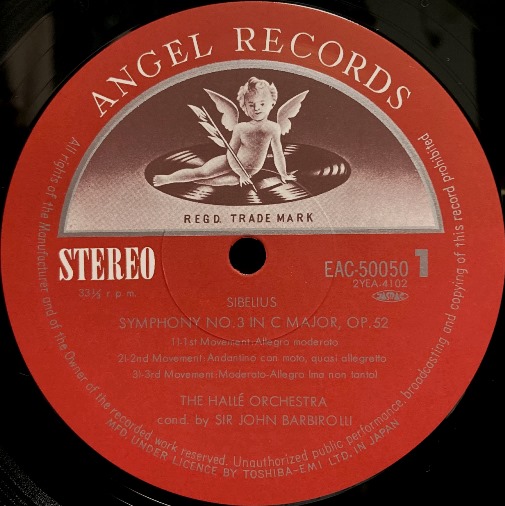 ANGEL RECORDS
REGD. TRADE MARK
STEREO
33⅓ r.p.m.
EAC-50050 1
2YEA-4102
SIBELIUS
SYMPHONY NO.3 IN C MAJOR, OP.52
1)-1st Movement:Allegro moderato
2)-2nd Movement:Andantino con moto, quasi allegretto
3)-3rd Movement:Moderato-Allegro (ma non tanto)
THE HALLÉ ORCHESTRA
cond. by SIR JOHN BARBIROLLI
All rights of the Manufacturer and of the Owner of the recorded work reserved. Unauthorized public performance, broadcasting and copying of this record prohibited
MFD. UNDER LICENCE BY TOSHIBA-EMI LTD. IN JAPAN